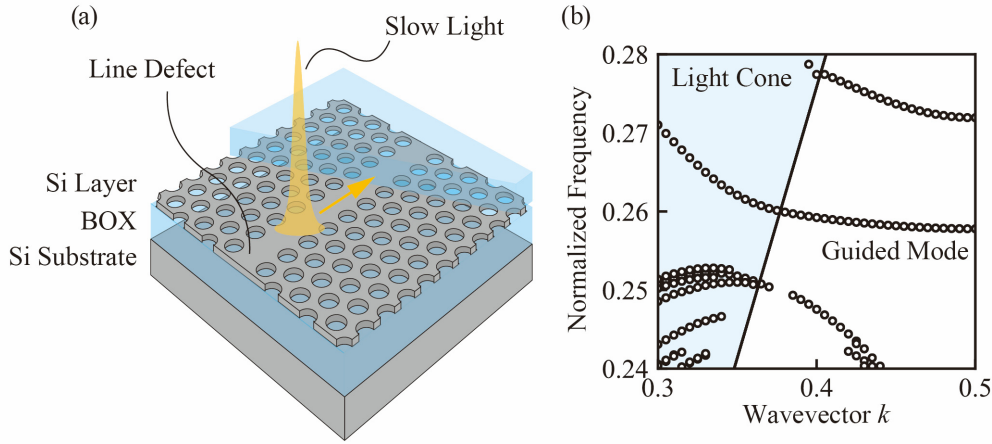 (a)
Slow Light
Line Defect
Si Layer
BOX
Si Substrate
(b)
Normalized Frequency
0.28
0.27
0.26
0.25
0.24
Light Cone
Guided Mode
0.3
0.4
0.5
Wavevector k